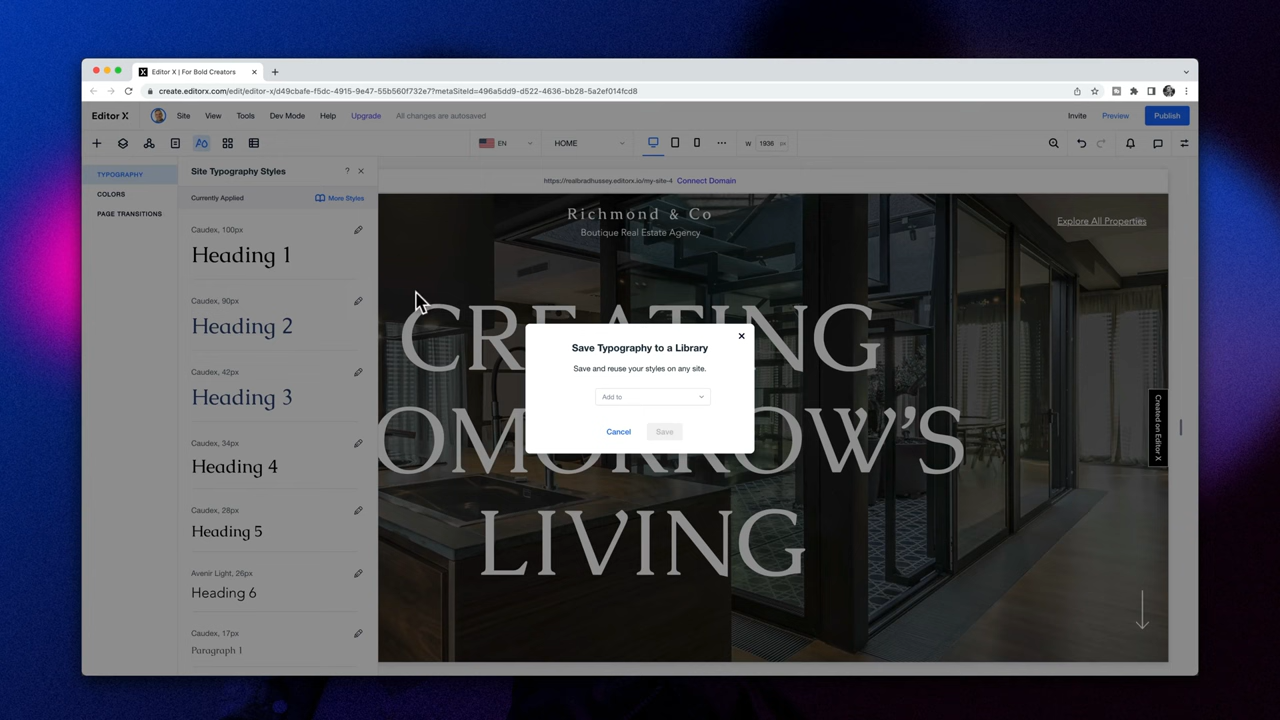 Editor X | For Bold Creators
create.editorx.com/edit/editor-x/d49cbafe-f5dc-4915-9e47-55b560f732e7?metaSiteId=496a5dd9-d522-4636-bb28-5a2ef014fcd8
Editor X Site View Tools Dev Mode Help Upgrade All changes are autosaved Invite Preview Publish
EN HOME W 1936 px
TYPOGRAPHY
COLORS
PAGE TRANSITIONS
Site Typography Styles ?
Currently Applied More Styles
Caudex, 100px
Heading 1
Caudex, 90px
Heading 2
Caudex, 42px
Heading 3
Caudex, 34px
Heading 4
Caudex, 28px
Heading 5
Avenir Light, 26px
Heading 6
Caudex, 17px
Paragraph 1
https://realbradhussey.editorx.io/my-site-4 Connect Domain
Richmond & Co
Boutique Real Estate Agency
Explore All Properties
CREATING
TOMORROW'S
LIVING
Save Typography to a Library
Save and reuse your styles on any site.
Add to
Cancel Save
Created on Editor X